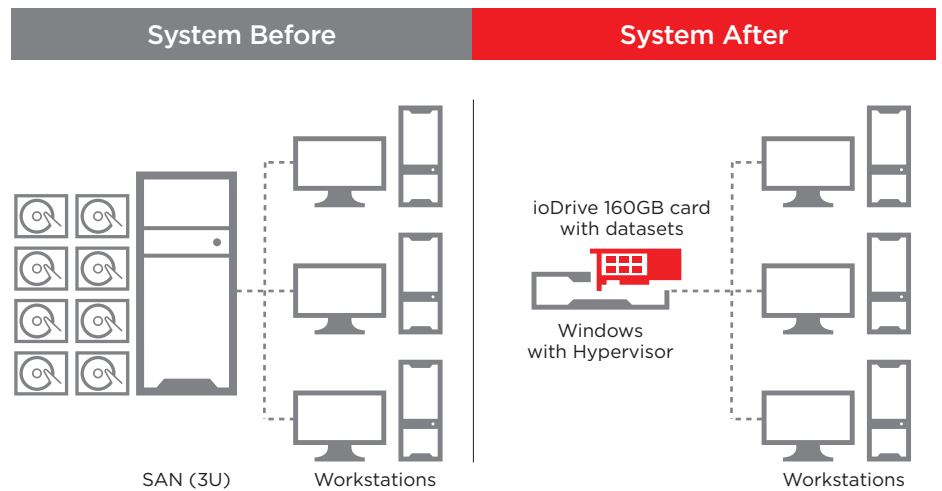 System Before
System After
ioDrive 160GB card
with datasets
Windows
with Hypervisor
SAN (3U)
Workstations
Workstations